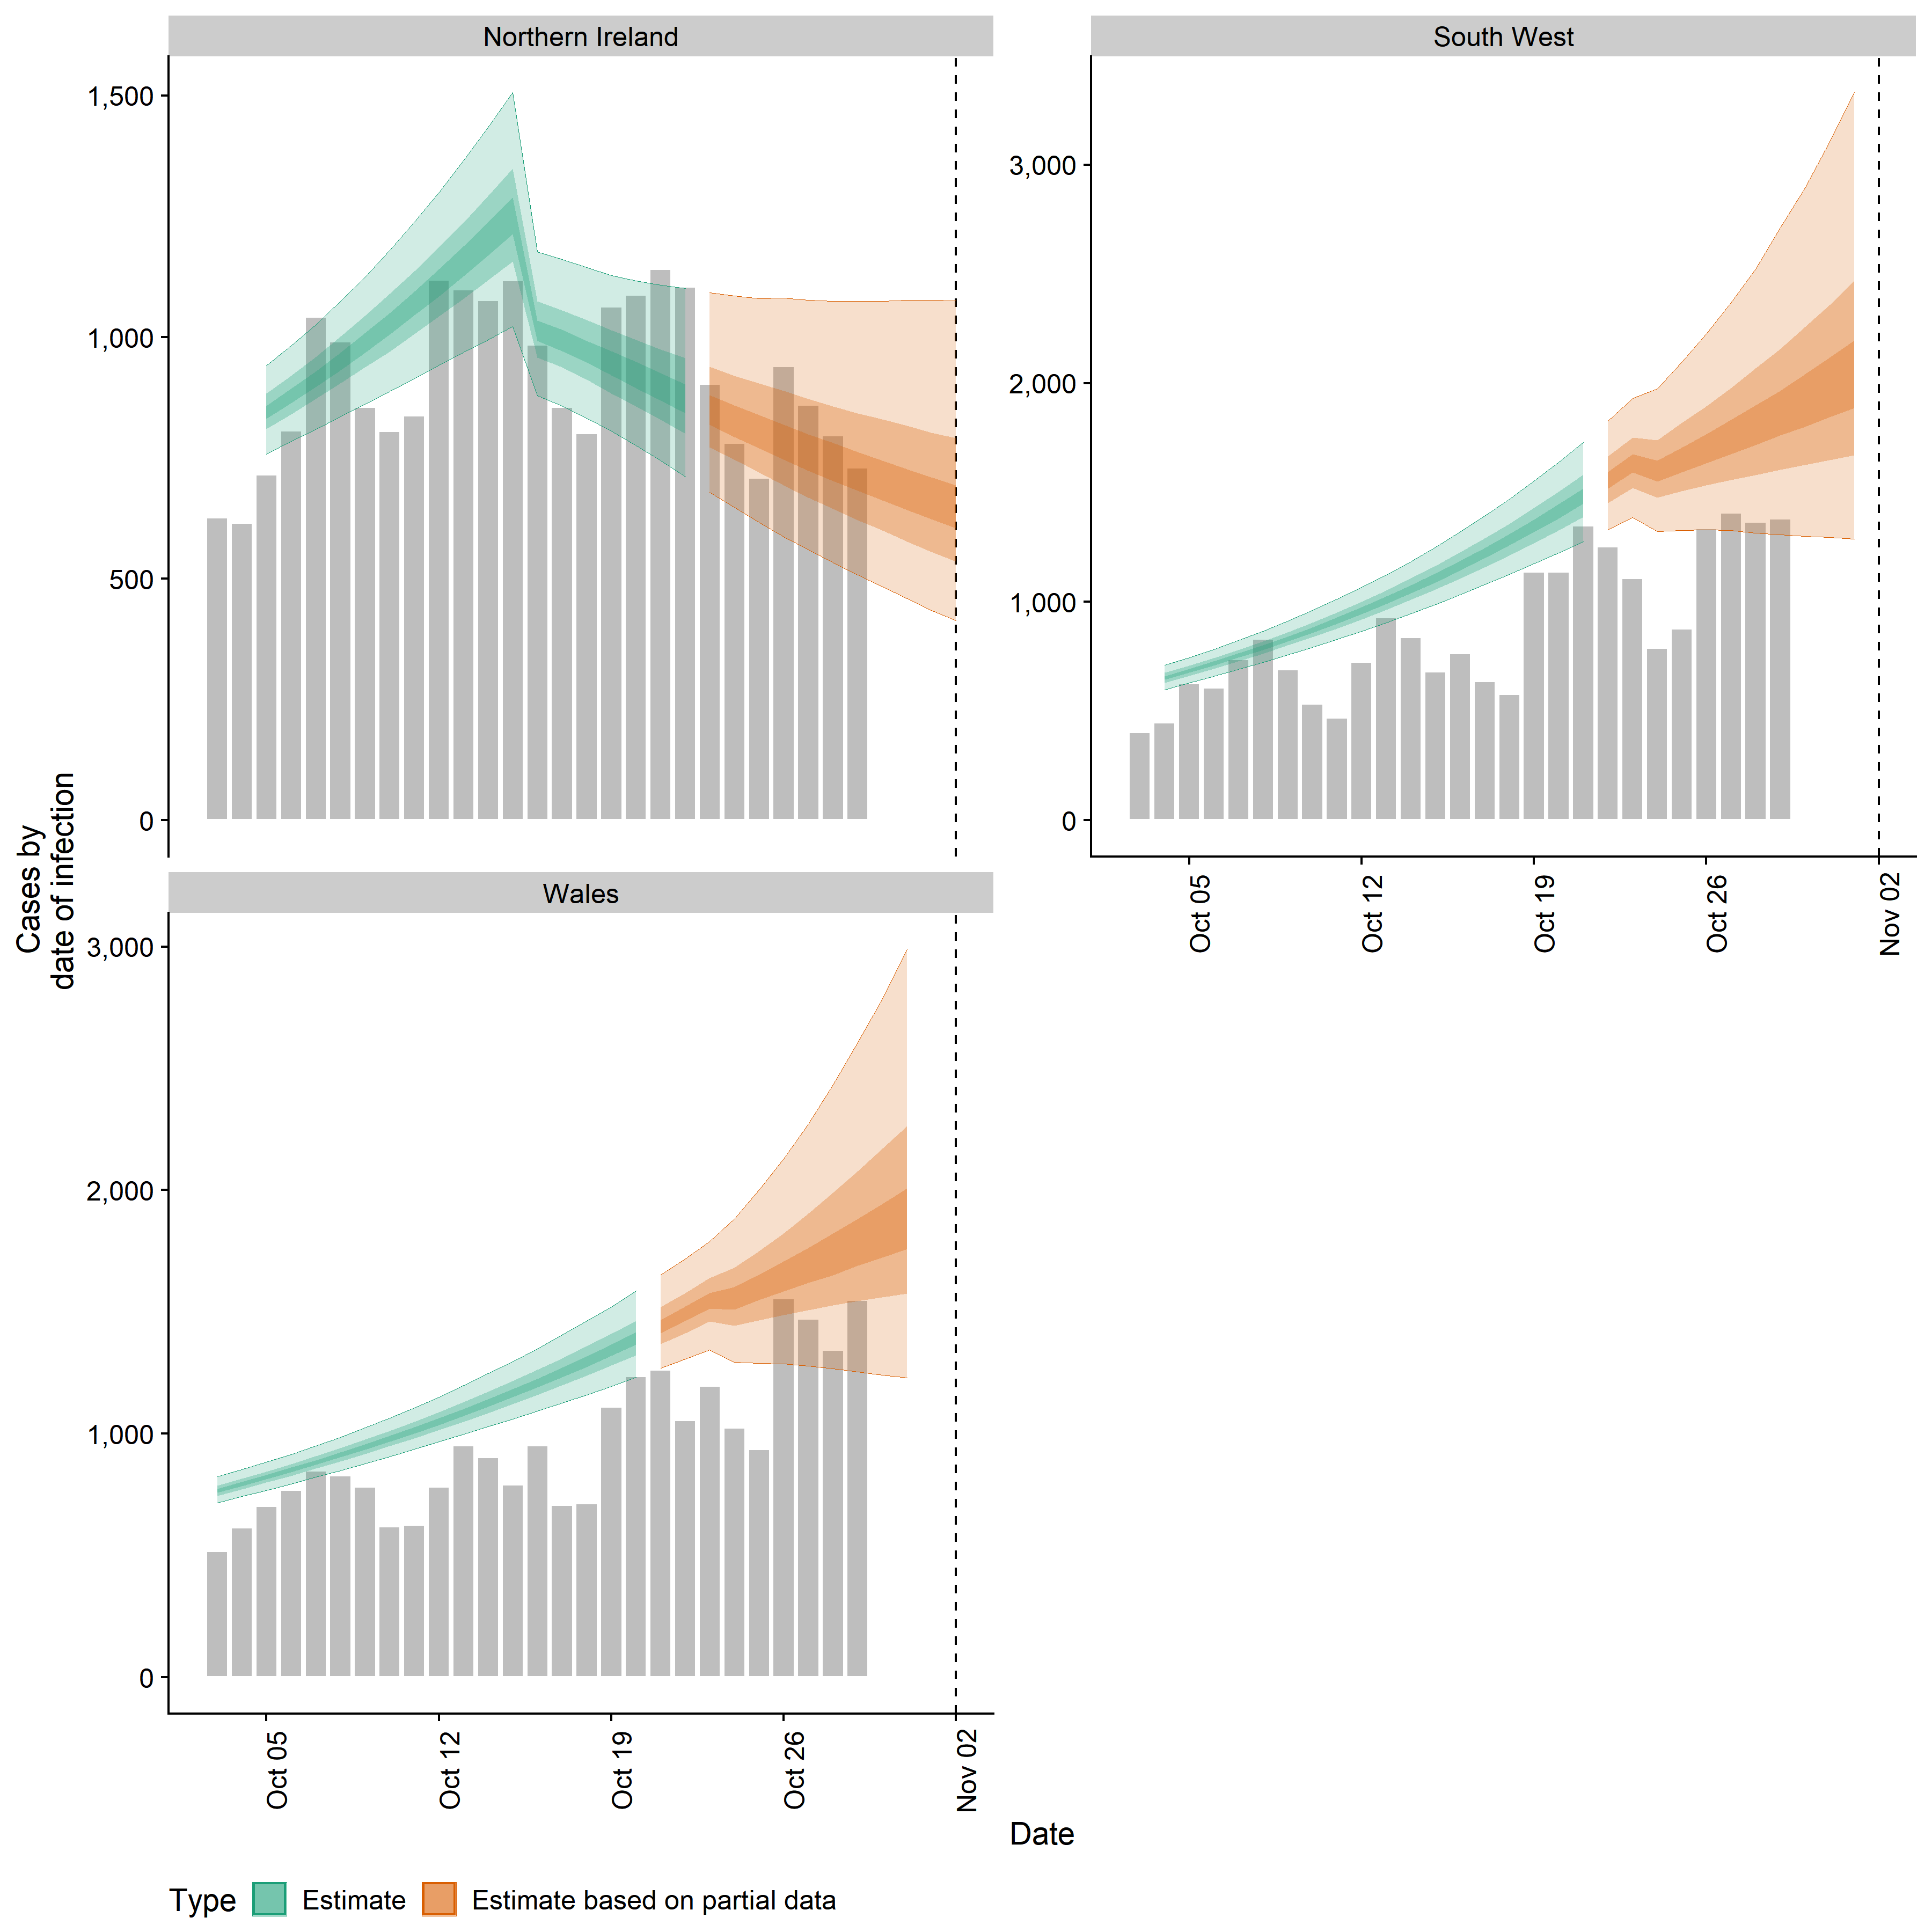 Northern Ireland
South West
1,500
1,000
500
0
3,000
2,000
1,000
0
Oct 05
Oct 12
Oct 19
Oct 26
Nov 02
Cases by
date of infection
Wales
3,000
2,000
1,000
0
Oct 05
Oct 12
Oct 19
Oct 26
Nov 02
Date
Type Estimate Estimate based on partial data